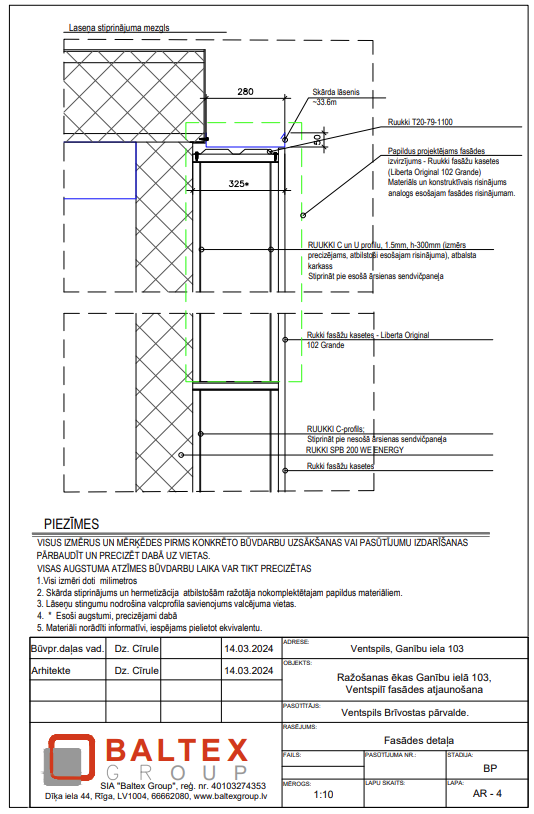 Laseņa stiprinājuma mezgls
280
Skārda lāsenis
~33.6m
50
Ruukki T20-79-1100
Papildus projektējams fasādes
izvirzījums - Ruukki fasāžu kasetes
(Liberta Original 102 Grande)
Materiāls un konstruktīvais risinājums
analogs esošajam fasādes risinājumam.
325*
RUUKKI C un U profilu, 1.5mm, h-300mm (izmērs
precizējams, atbilstoši esošajam risinājuma), atbalsta
karkass
Stiprināt pie esošā ārsienas sendvičpaneļa
Rukki fasāžu kasetes - Liberta Original
102 Grande
RUUKKI C-profils;
Stiprināt pie nesošā ārsienas sendvičpaneļa
RUKKI SPB 200 WE ENERGY
Rukki fasāžu kasetes
PIEZĪMES
VISUS IZMĒRUS UN MĒRĶĒDES PIRMS KONKRĒTO BŪVDARBU UZSĀKŠANAS VAI PASŪTĪJUMU IZDARĪŠANAS
PĀRBAUDĪT UN PRECIZĒT DABĀ UZ VIETAS.
VISAS AUGSTUMA ATZĪMES BŪVDARBU LAIKA VAR TIKT PRECIZĒTAS
1.Visi izmēri doti milimetros
2. Skārda stiprinājums un hermetizācija atbilstošām ražotāja nokomplektētajam papildus materiāliem.
3. Lāseņu stingumu nodrošina valcprofila savienojums valcējuma vietas.
4. * Esoši augstumi, precizējami dabā
5. Materiāli norādīti informatīvi, iespējams pielietot ekvivalentu.
Būvpr.daļas vad. Dz. Cīrule 14.03.2024
Arhitekte Dz. Cīrule 14.03.2024
ADRESE:
Ventspils, Ganību iela 103
OBJEKTS:
Ražošanas ēkas Ganību ielā 103,
Ventspilī fasādes atjaunošana
PASŪTĪTĀJS:
Ventspils Brīvostas pārvalde.
RASĒJUMS:
Fasādes detaļa
FAILS: PASŪTĪJUMA NR.: STADIJA:
BP
MĒROGS: LAPU SKAITS: LAPA:
1:10 AR - 4
BALTEX
GROUP
SIA "Baltex Group", reģ. nr. 40103274353
Dīķa iela 44, Rīga, LV1004, 66662080, www.baltexgroup.lv